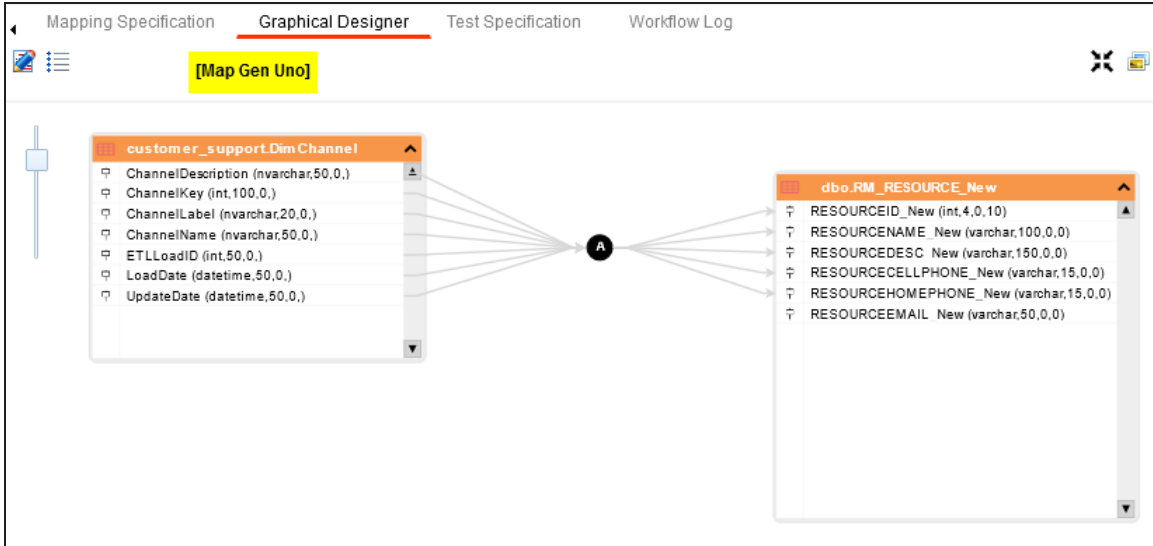 Mapping Specification
Graphical Designer
Test Specification
Workflow Log
[Map Gen Uno]
customer_support.DimChannel
ChannelDescription (nvarchar,50,0,)
ChannelKey (int,100,0,)
ChannelLabel (nvarchar,20,0,)
ChannelName (nvarchar,50,0,)
ETLLoadID (int,50,0,)
LoadDate (datetime,50,0,)
UpdateDate (datetime,50,0,)
A
dbo.RM_RESOURCE_New
RESOURCEID_New (int,4,0,10)
RESOURCENAME_New (varchar,100,0,0)
RESOURCEDESC_New (varchar,150,0,0)
RESOURCECELLPHONE_New (varchar,15,0,0)
RESOURCEHOMEPHONE_New (varchar,15,0,0)
RESOURCEEMAIL_New (varchar,50,0,0)